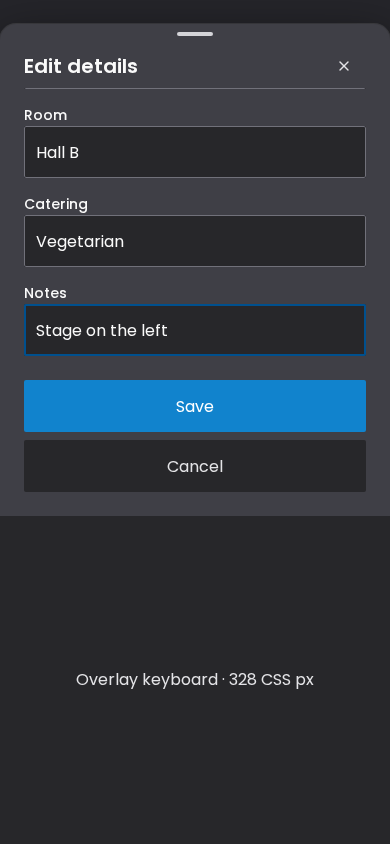 Edit details
Room
Hall B
Catering
Vegetarian
Notes
Stage on the left
Save
Cancel
Overlay keyboard · 328 CSS px